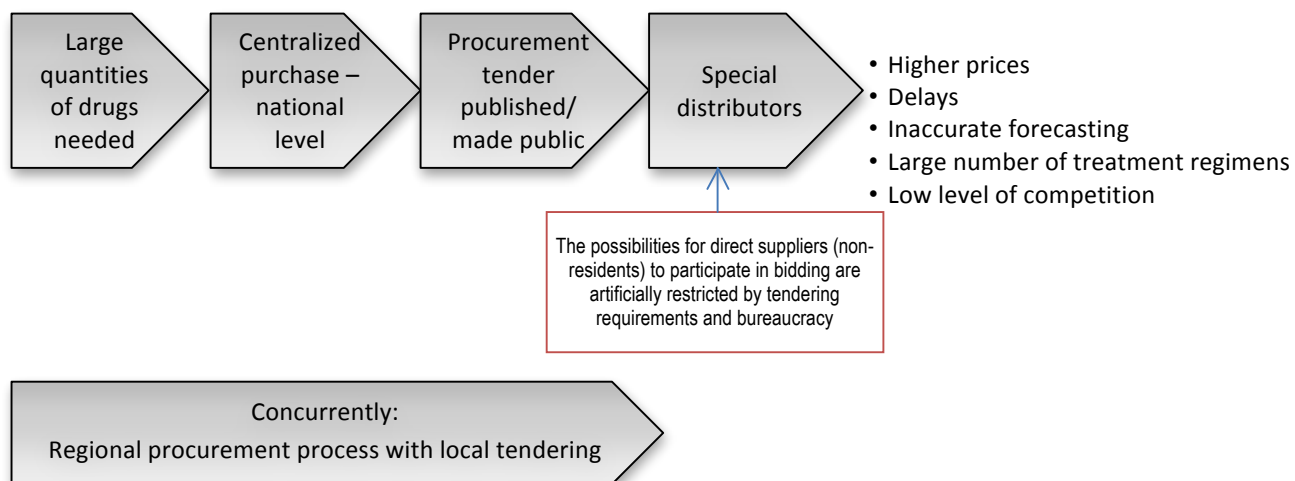 Large
quantities
of drugs
needed
Centralized
purchase –
national
level
Procurement
tender
published/
made public
Special
distributors
• Higher prices
• Delays
• Inaccurate forecasting
• Large number of treatment regimens
• Low level of competition
The possibilities for direct suppliers (non-
residents) to participate in bidding are
artificially restricted by tendering
requirements and bureaucracy
Concurrently:
Regional procurement process with local tendering